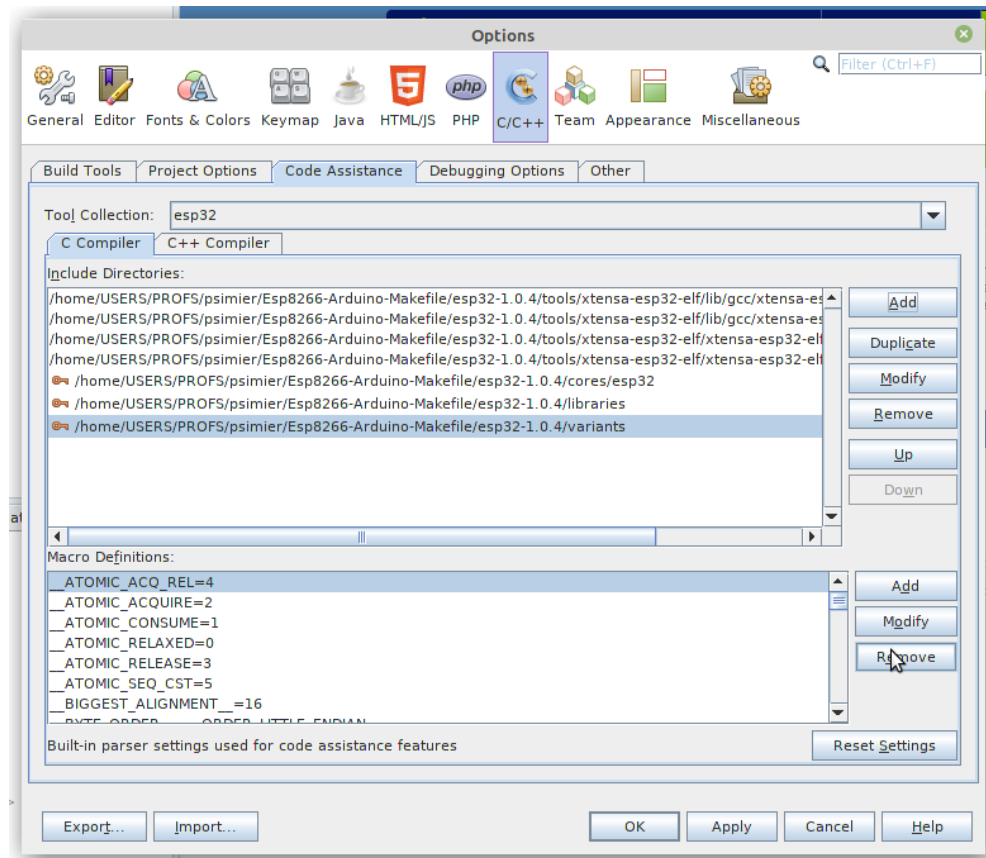 Options
Filter (Ctrl+F)
General Editor Fonts & Colors Keymap Java HTML/JS PHP C/C++ Team Appearance Miscellaneous
Build Tools Project Options Code Assistance Debugging Options Other
Tool Collection: esp32
C Compiler C++ Compiler
Include Directories:
/home/USERS/PROFS/psimier/Esp8266-Arduino-Makefile/esp32-1.0.4/tools/xtensa-esp32-elf/lib/gcc/xtensa-es
/home/USERS/PROFS/psimier/Esp8266-Arduino-Makefile/esp32-1.0.4/tools/xtensa-esp32-elf/lib/gcc/xtensa-es
/home/USERS/PROFS/psimier/Esp8266-Arduino-Makefile/esp32-1.0.4/tools/xtensa-esp32-elf/xtensa-esp32-elf
/home/USERS/PROFS/psimier/Esp8266-Arduino-Makefile/esp32-1.0.4/tools/xtensa-esp32-elf/xtensa-esp32-elf
/home/USERS/PROFS/psimier/Esp8266-Arduino-Makefile/esp32-1.0.4/cores/esp32
/home/USERS/PROFS/psimier/Esp8266-Arduino-Makefile/esp32-1.0.4/libraries
/home/USERS/PROFS/psimier/Esp8266-Arduino-Makefile/esp32-1.0.4/variants
Add
Duplicate
Modify
Remove
Up
Down
Macro Definitions:
__ATOMIC_ACQ_REL=4
__ATOMIC_ACQUIRE=2
__ATOMIC_CONSUME=1
__ATOMIC_RELAXED=0
__ATOMIC_RELEASE=3
__ATOMIC_SEQ_CST=5
__BIGGEST_ALIGNMENT__=16
Add
Modify
Remove
Built-in parser settings used for code assistance features
Reset Settings
Export... Import... OK Apply Cancel Help